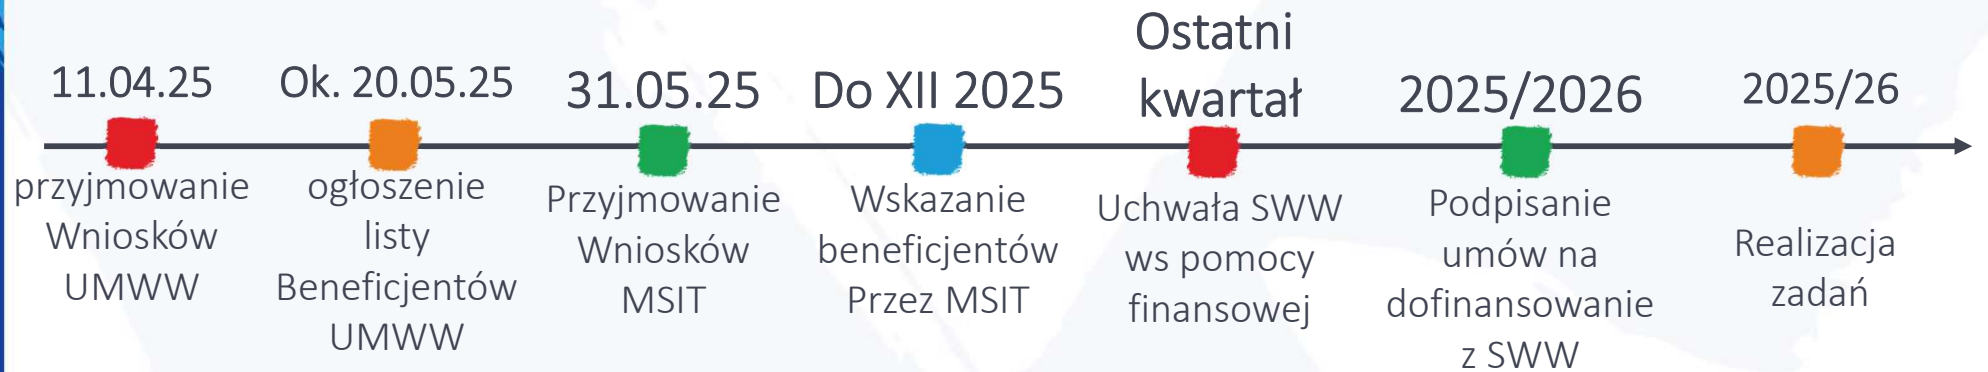 11.04.25
przyjmowanie
Wniosków
UMWW
Ok. 20.05.25
ogłoszenie
listy
Beneficjentów
UMWW
31.05.25
Przyjmowanie
Wniosków
MSIT
Do XII 2025
Wskazanie
beneficjentów
Przez MSIT
Ostatni
kwartał
Uchwała SWW
ws pomocy
finansowej
2025/2026
Podpisanie
umów na
dofinansowanie
z SWW
2025/26
Realizacja
zadań